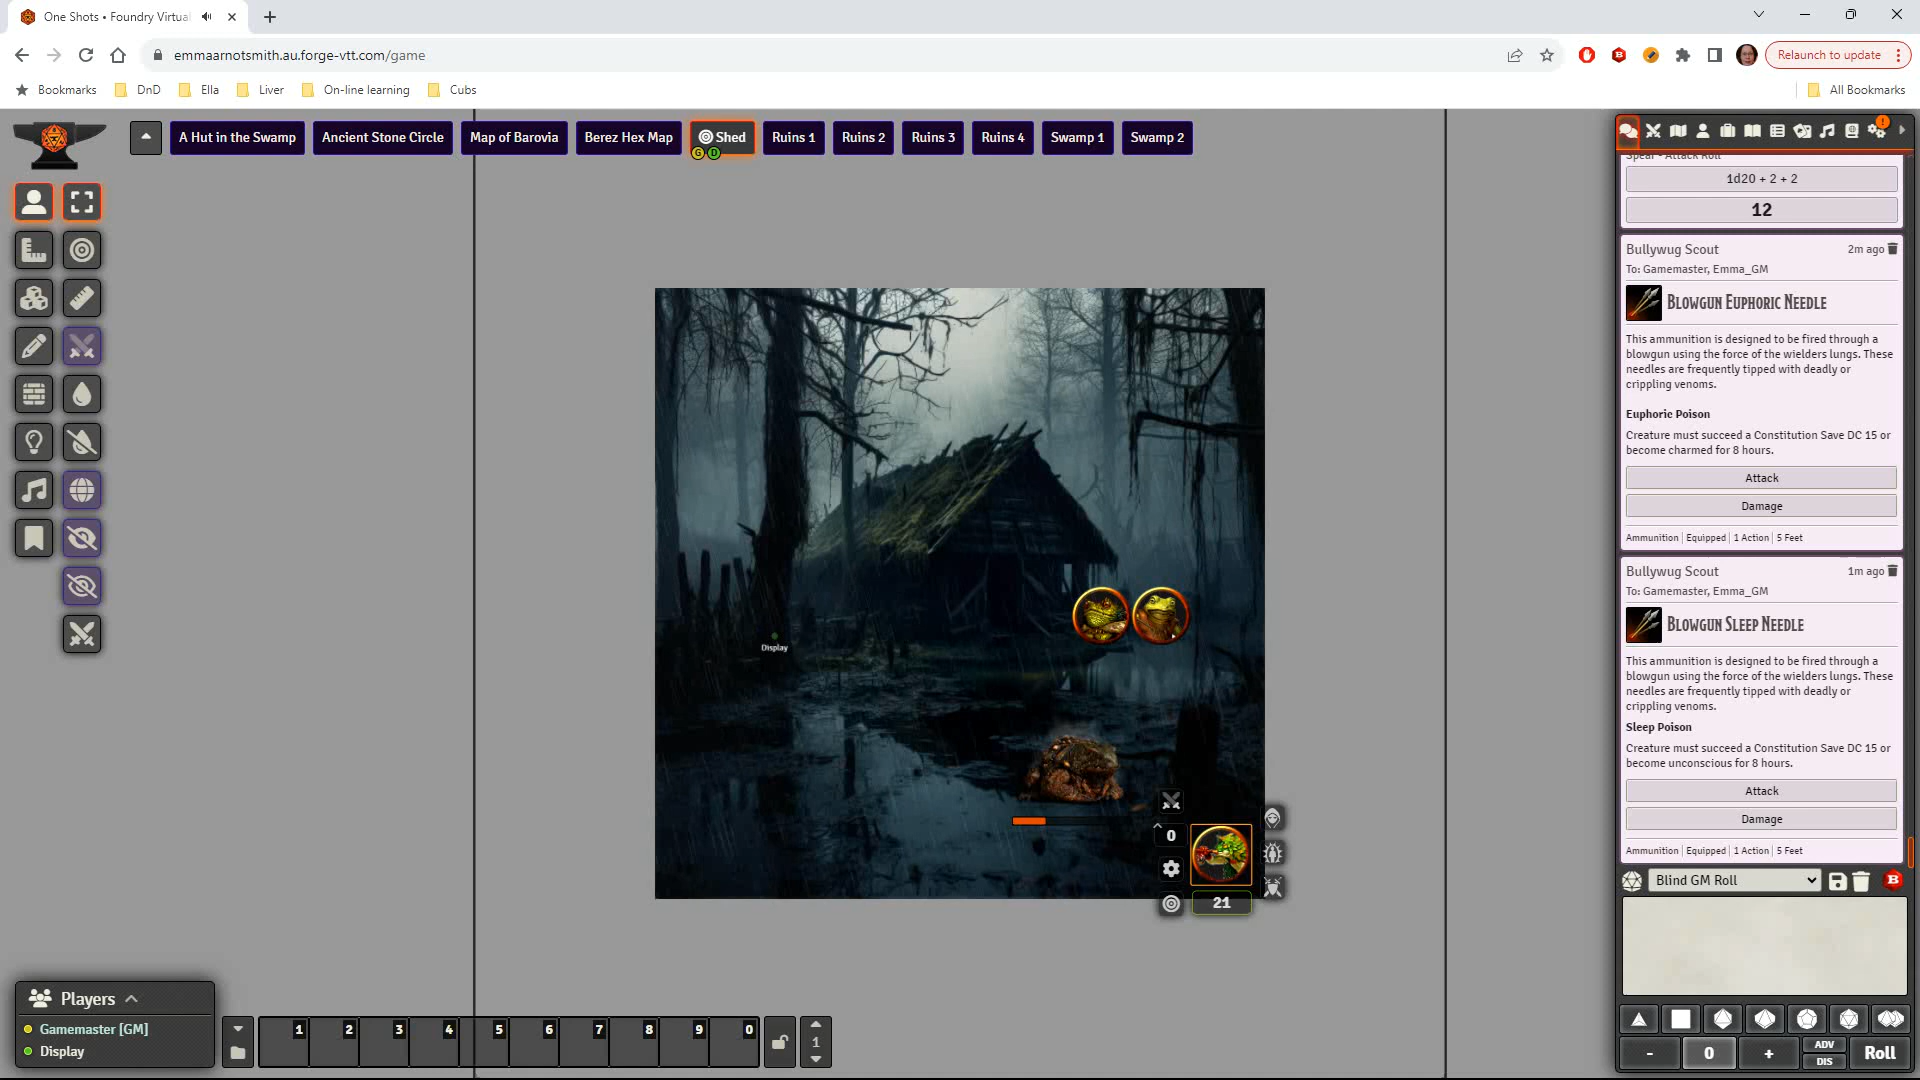 One Shots • Foundry Virtual
emmaarnotsmith.au.forge-vtt.com/game
Relaunch to update
Bookmarks
DnD
Ella
Liver
On-line learning
Cubs
All Bookmarks
A Hut in the Swamp
Ancient Stone Circle
Map of Barovia
Berez Hex Map
Shed
G
D
Ruins 1
Ruins 2
Ruins 3
Ruins 4
Swamp 1
Swamp 2
Spear - Attack Roll
1d20 + 2 + 2
12
Bullywug Scout
2m ago
To: Gamemaster, Emma_GM
Blowgun Euphoric Needle
This ammunition is designed to be fired through a
blowgun using the force of the wielders lungs. These
needles are frequently tipped with deadly or
crippling venoms.
Euphoric Poison
Creature must succeed a Constitution Save DC 15 or
become charmed for 8 hours.
Attack
Damage
Ammunition | Equipped | 1 Action | 5 Feet
Bullywug Scout
1m ago
To: Gamemaster, Emma_GM
Blowgun Sleep Needle
This ammunition is designed to be fired through a
blowgun using the force of the wielders lungs. These
needles are frequently tipped with deadly or
crippling venoms.
Sleep Poison
Creature must succeed a Constitution Save DC 15 or
become unconscious for 8 hours.
Attack
Damage
Ammunition | Equipped | 1 Action | 5 Feet
Blind GM Roll
Display
0
21
Players
Gamemaster [GM]
Display
1 2 3 4 5 6 7 8 9 0
1
- 0 +
ADV
DIS
Roll